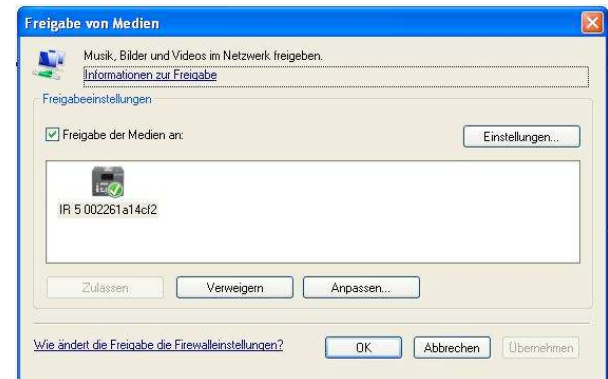 Freigabe von Medien
Musik, Bilder und Videos im Netzwerk freigeben.
Informationen zur Freigabe
Freigabeeinstellungen
Freigabe der Medien an:
Einstellungen...
IR 5 002261a14cf2
Zulassen
Verweigern
Anpassen...
Wie ändert die Freigabe die Firewalleinstellungen?
OK
Abbrechen
Übernehmen